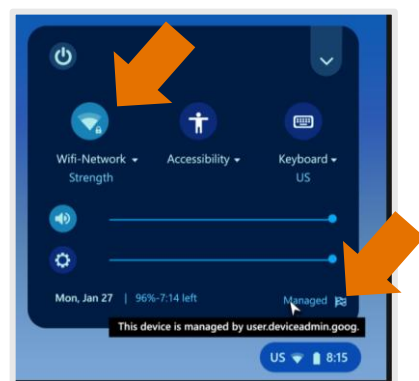 Wifi-Network
Strength
Accessibility
Keyboard
US
Mon, Jan 27 | 96%-7:14 left
Managed
This device is managed by user.deviceadmin.goog.
US 8:15